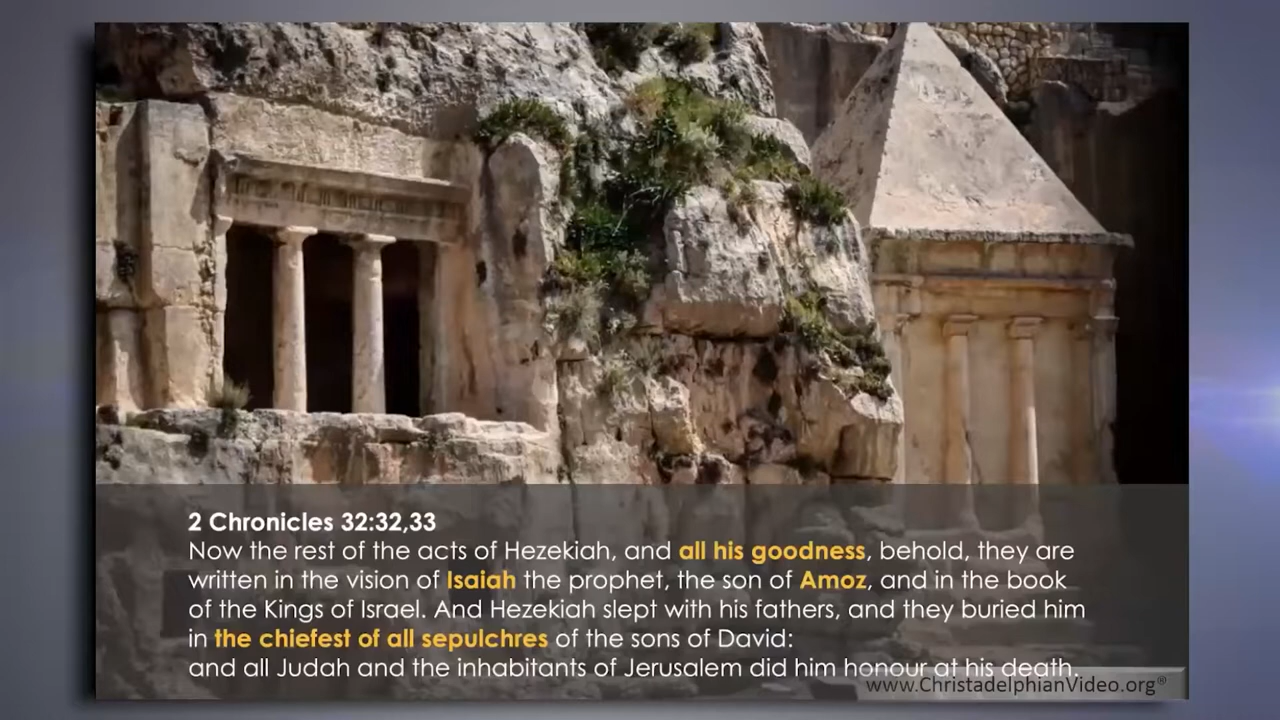 2 Chronicles 32:32,33
Now the rest of the acts of Hezekiah, and all his goodness, behold, they are
written in the vision of Isaiah the prophet, the son of Amoz, and in the book
of the Kings of Israel. And Hezekiah slept with his fathers, and they buried him
in the chiefest of all sepulchres of the sons of David:
and all Judah and the inhabitants of Jerusalem did him honour at his death.
www.ChristadelphianVideo.org®